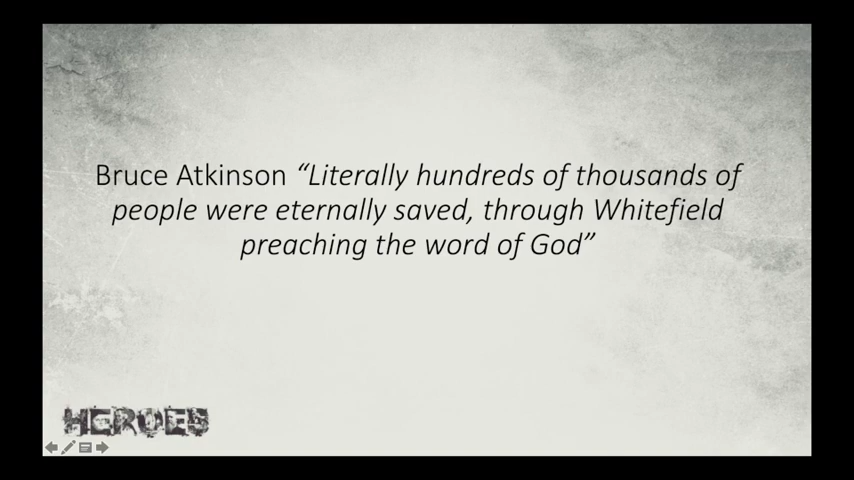 Bruce Atkinson “Literally hundreds of thousands of
people were eternally saved, through Whitefield
preaching the word of God”
HEROES